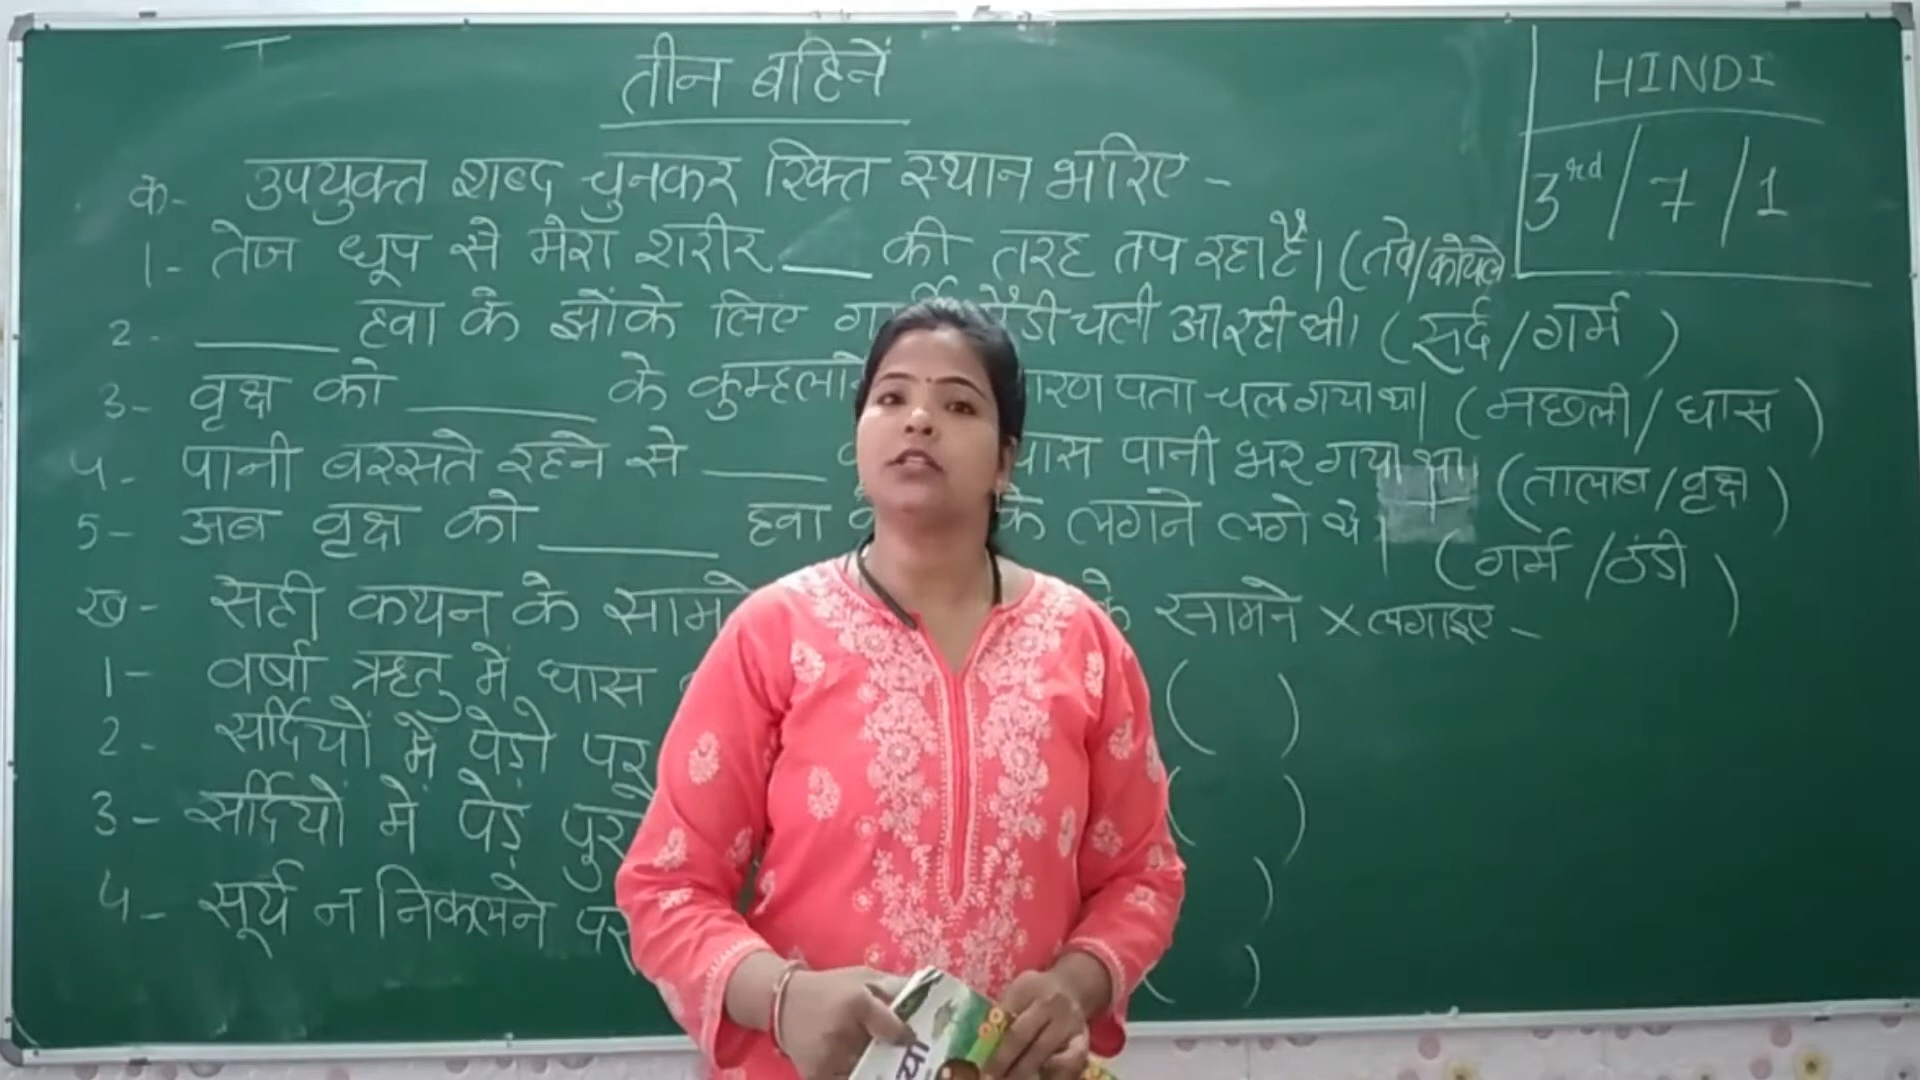 तीन बहिनें
HINDI
3rd / 7 / 1
क- उपयुक्त शब्द चुनकर रिक्त स्थान भरिए -
1- तेज धूप से मेरा शरीर ___ की तरह तप रहा है। (तवे/कोयले
2- ___ हवा के झोंके लिए दौड़ी चली आ रही थी। (सर्द/गर्म)
3- वृक्ष को ___ के कुम्हलाने पता चल गया था। (मछली/घास)
4- पानी बरसते रहने से ___ पास पानी भर गया था। (तालाब/वृक्ष)
5- अब वृक्ष को ___ हवा के लगने लगे थे। (गर्म/ठंडी)
ख- सही कथन के सामने के सामने × लगाइए -
1- वर्षा ऋतु में घास ( )
2- सर्दियों में पेड़ो पर ( )
3- सर्दियों में पेड़ ( )
4- सूर्य न निकलने पर ( )